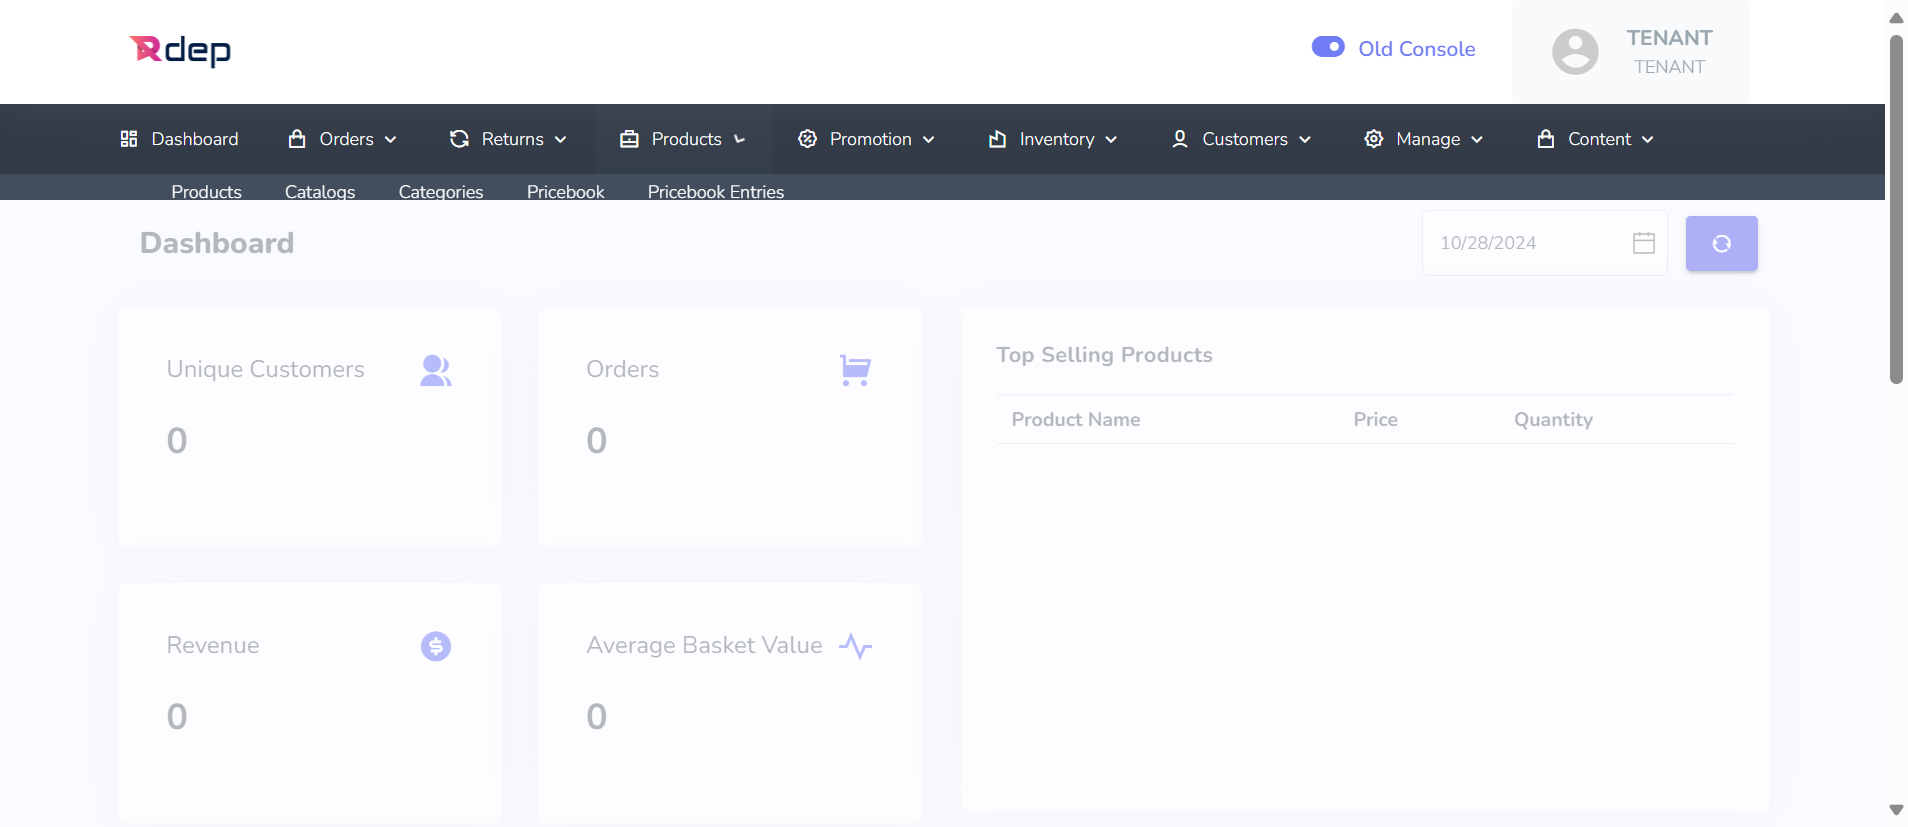 Rdep
Old Console
TENANT
TENANT
Dashboard Orders Returns Products Promotion Inventory Customers Manage Content
Products Catalogs Categories Pricebook Pricebook Entries
Dashboard
10/28/2024
Unique Customers
0
Orders
0
Top Selling Products
Product Name Price Quantity
Revenue
0
Average Basket Value
0